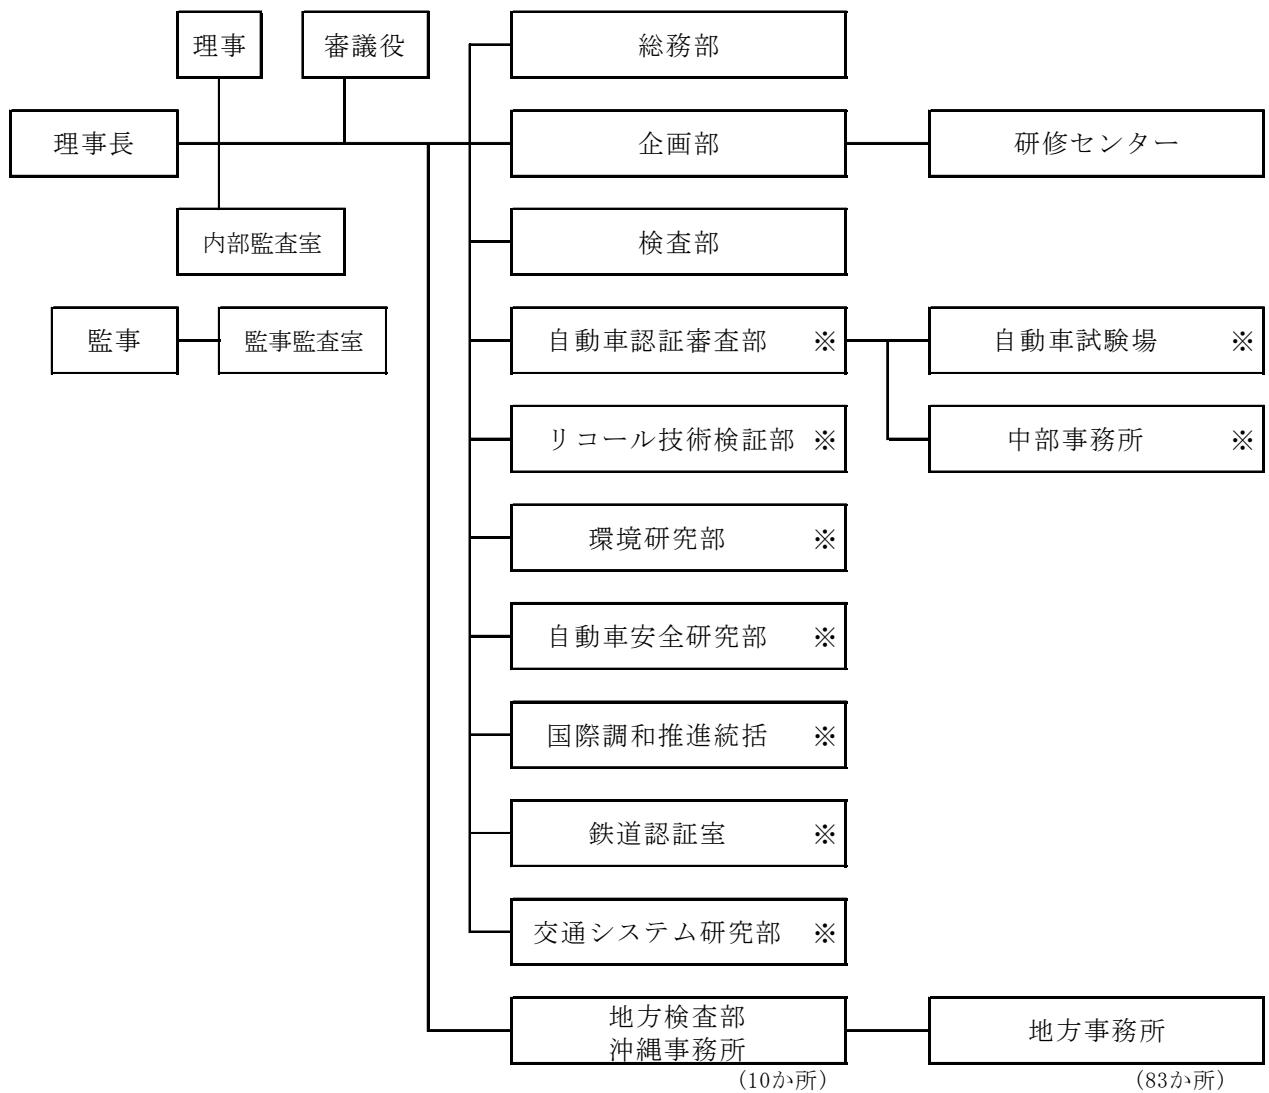 理事
審議役
総務部
理事長
企画部
研修センター
内部監査室
検査部
監事
監事監査室
自動車認証審査部 ※
自動車試験場 ※
リコール技術検証部 ※
中部事務所 ※
環境研究部 ※
自動車安全研究部 ※
国際調和推進統括 ※
鉄道認証室 ※
交通システム研究部 ※
地方検査部
沖縄事務所
地方事務所
(10か所)
(83か所)